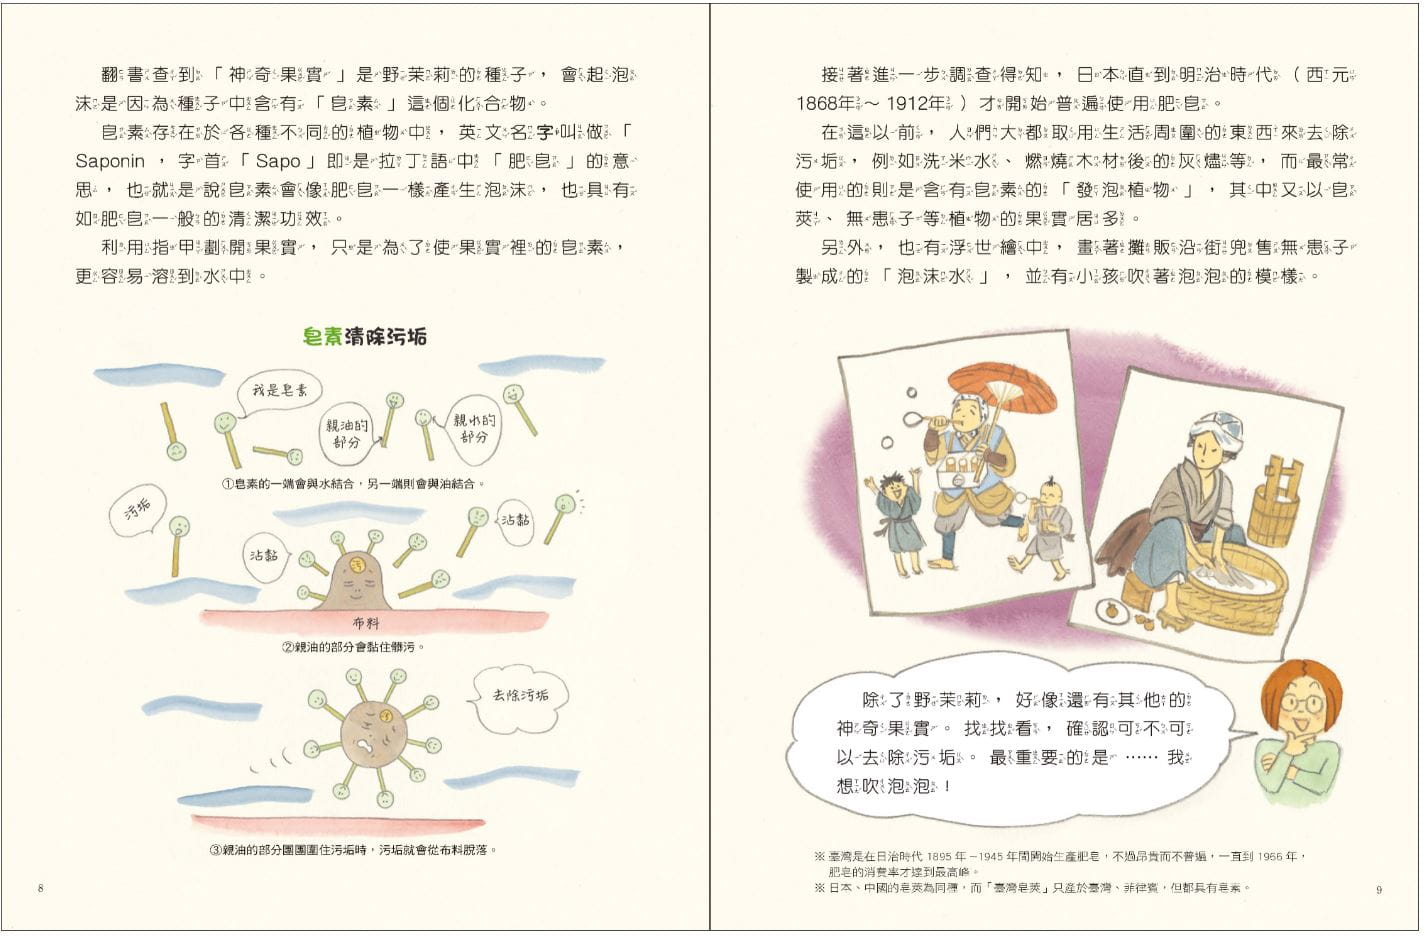 翻書查到「神奇果實」是野茉莉的種子，會起泡
沫是因為種子中含有「皂素」這個化合物。
皂素存在於各種不同的植物中，英文名字叫做「
Saponin，字首「Sapo」即是拉丁語中「肥皂」的意
思，也就是說皂素會像肥皂一樣產生泡沫，也具有
如肥皂一般的清潔功效。
利用指甲劃開果實，只是為了使果實裡的皂素，
更容易溶到水中。
皂素清除污垢
我是皂素
親油的
部分
親水的
部分
①皂素的一端會與水結合，另一端則會與油結合。
污垢
沾黏
沾黏
污
布料
②親油的部分會黏住髒污。
去除污垢
污
③親油的部分團團圍住污垢時，污垢就會從布料脫落。
8
接著進一步調查得知，日本直到明治時代（西元
1868年～1912年）才開始普遍使用肥皂。
在這以前，人們大都取用生活周圍的東西來去除
污垢，例如洗米水、燃燒木材後的灰燼等，而最常
使用的則是含有皂素的「發泡植物」，其中又以皂
莢、無患子等植物的果實居多。
另外，也有浮世繪中，畫著攤販沿街兜售無患子
製成的「泡沫水」，並有小孩吹著泡泡的模樣。
除了野茉莉，好像還有其他的
神奇果實。找找看，確認可不可
以去除污垢。最重要的是……我
想吹泡泡！
※ 臺灣是在日治時代 1895 年－1945 年間開始生產肥皂，不過昂貴而不普遍，一直到 1966 年，
肥皂的消費率才達到最高峰。
※ 日本、中國的皂莢為同種，而「臺灣皂莢」只產於臺灣、菲律賓，但都具有皂素。
9